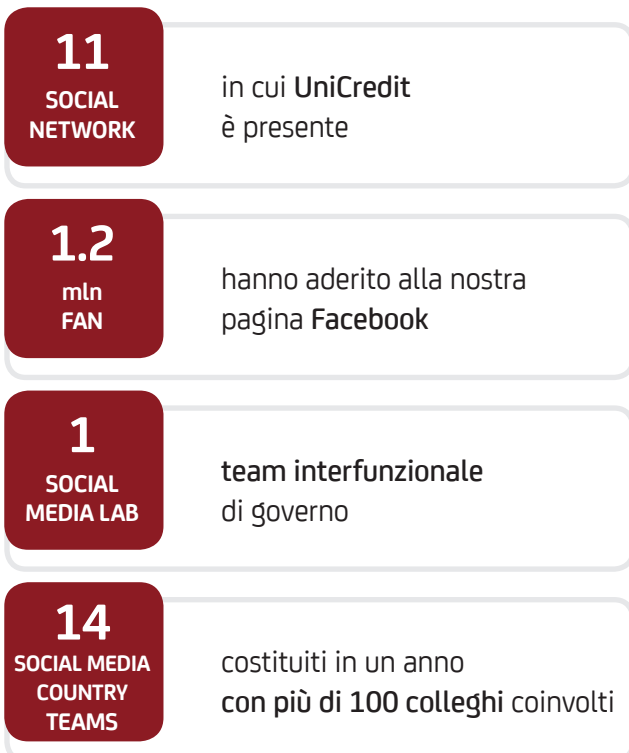 11
SOCIAL
NETWORK
in cui UniCredit
è presente
1.2
mln
FAN
hanno aderito alla nostra
pagina Facebook
1
SOCIAL
MEDIA LAB
team interfunzionale
di governo
14
SOCIAL MEDIA
COUNTRY
TEAMS
costituiti in un anno
con più di 100 colleghi coinvolti